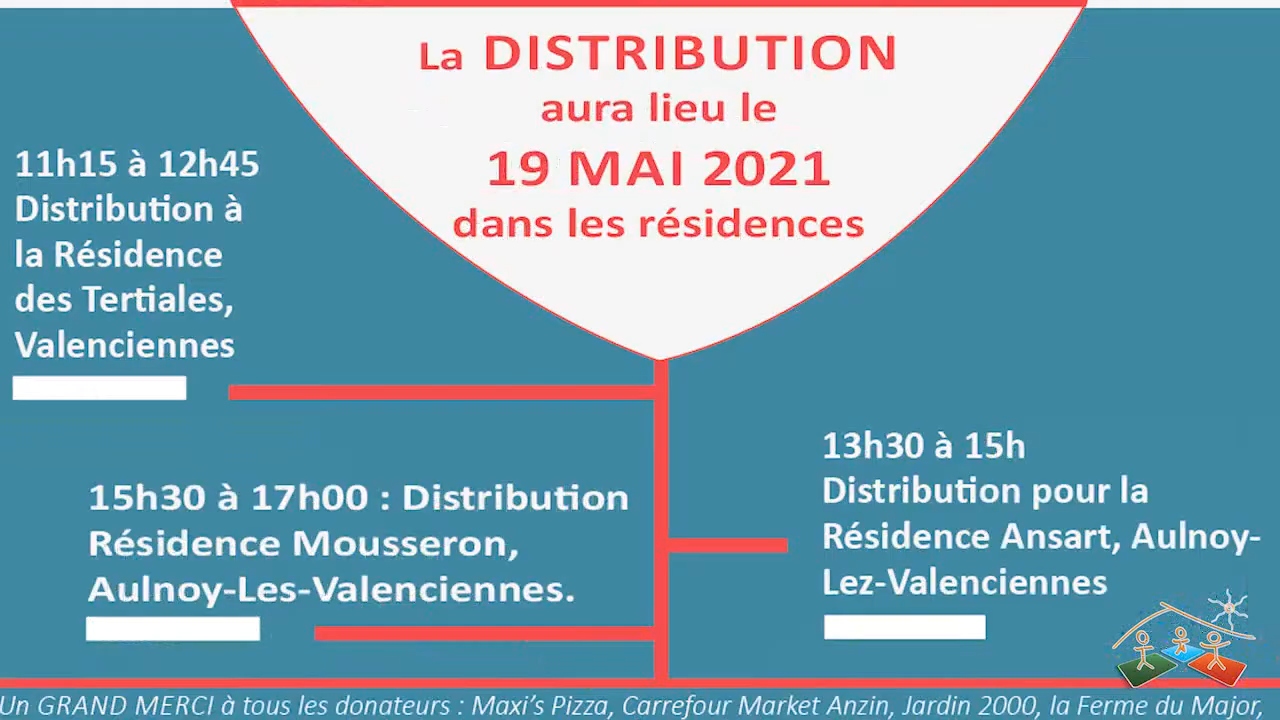 La DISTRIBUTION
aura lieu le
19 MAI 2021
dans les résidences
11h15 à 12h45
Distribution à
la Résidence
des Tertiales,
Valenciennes
13h30 à 15h
Distribution pour la
Résidence Ansart, Aulnoy-
Lez-Valenciennes
15h30 à 17h00 : Distribution
Résidence Mousseron,
Aulnoy-Les-Valenciennes.
Un GRAND MERCI à tous les donateurs : Maxi's Pizza, Carrefour Market Anzin, Jardin 2000, la Ferme du Major,